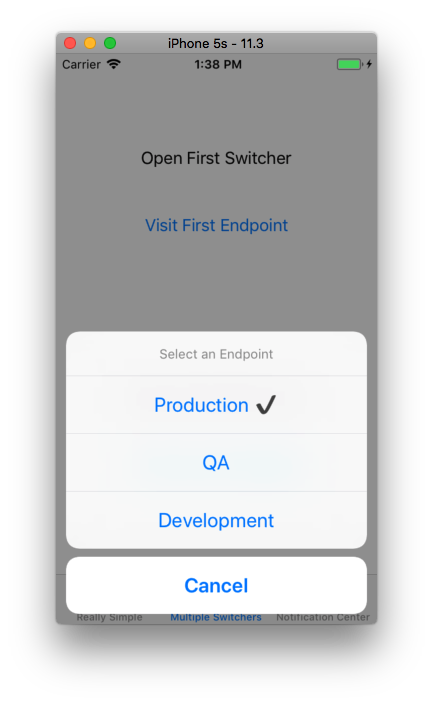 iPhone 5s - 11.3
Carrier 1:38 PM
Open First Switcher
Visit First Endpoint
Select an Endpoint
Production ✔
QA
Development
Cancel
Really Simple Multiple Switchers Notification Center